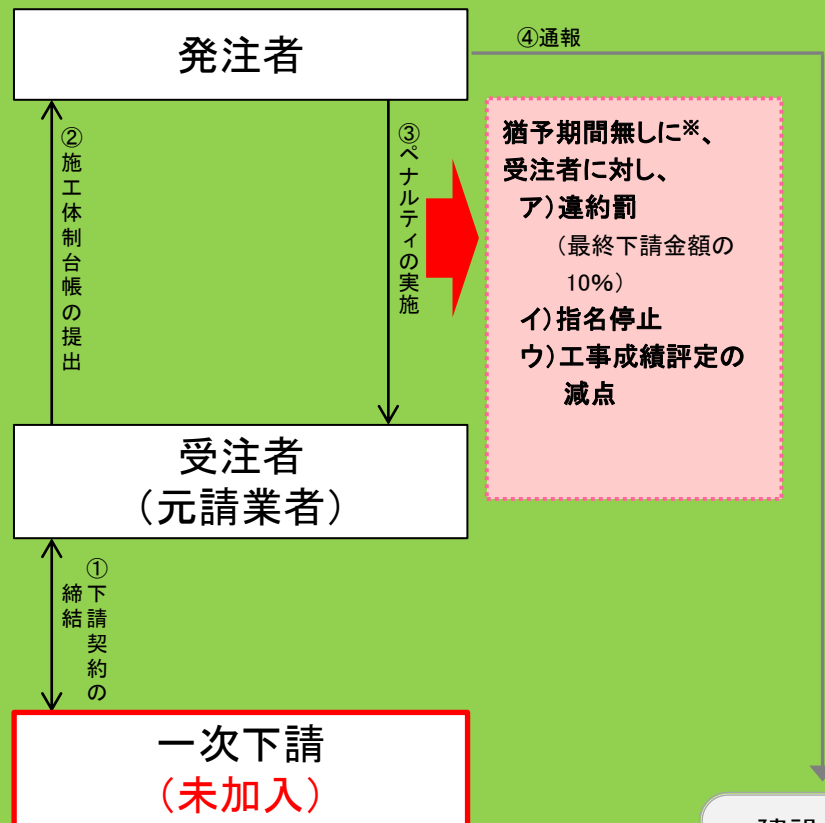 発注者
④通報
②施工体制台帳の提出
③ペナルティの実施
猶予期間無しに※、
受注者に対し、
ア)違約罰
(最終下請金額の
10%)
イ)指名停止
ウ)工事成績評定の
減点
受注者
(元請業者)
①下請契約の
締結
一次下請
(未加入)